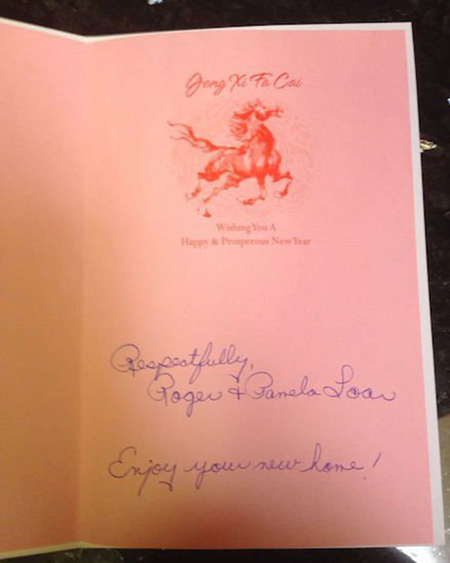 Gong Xi Fa Cai
Wishing You A
Happy & Prosperous New Year
Respectfully,
Roger & Pamela Loar
Enjoy your new home!